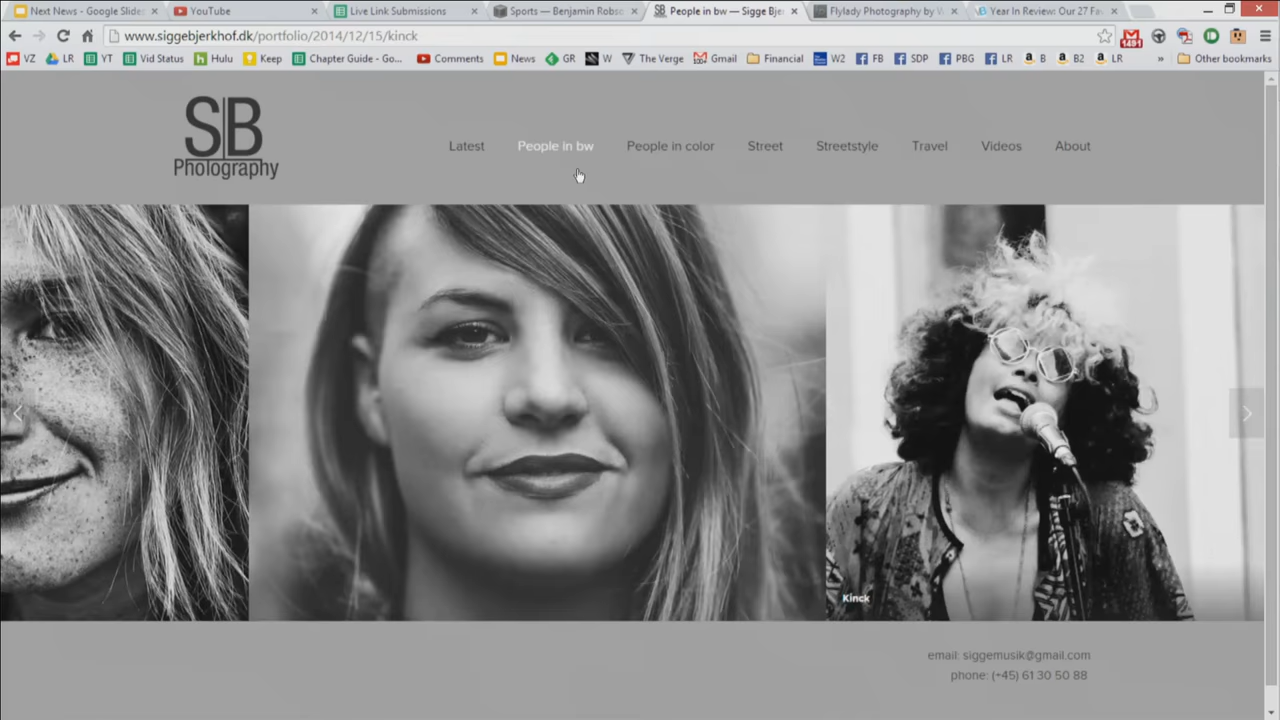 Next News - Google Slides
YouTube
Live Link Submissions
Sports — Benjamin Robso
People in bw — Sigge Bje
Flylady Photography by W
Year In Review: Our 27 Fa
www.siggebjerkhof.dk/portfolio/2014/12/15/kinck
1491
VZ
LR
YT
Vid Status
Hulu
Keep
Chapter Guide - Go...
Comments
News
GR
W
The Verge
Gmail
Financial
W2
FB
SDP
PBG
LR
B
B2
LR
»
Other bookmarks
SB
Photography
Latest
People in bw
People in color
Street
Streetstyle
Travel
Videos
About
Kinck
email: siggemusik@gmail.com
phone: (+45) 61 30 50 88